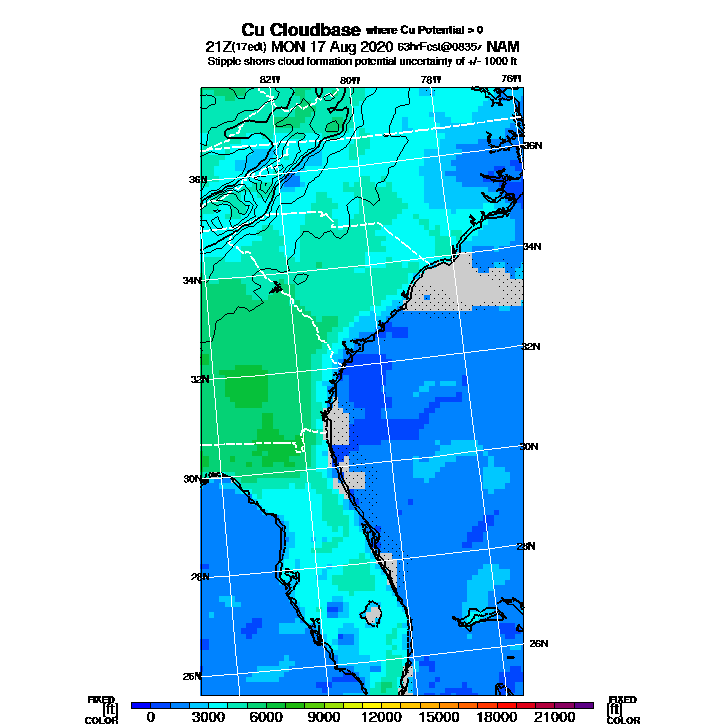 Cu Cloudbase where Cu Potential > 0
21Z(17edt) MON 17 Aug 2020 63hrFcst@0835z NAM
Stipple shows cloud formation potential uncertainty of +/- 1000 ft
82W 80W 78W 76W
36N
36N
34N
34N
32N
32N
30N
30N
28N
28N
26N
26N
FIXED FIXED
[ft] [ft]
COLOR COLOR
0 3000 6000 9000 12000 15000 18000 21000